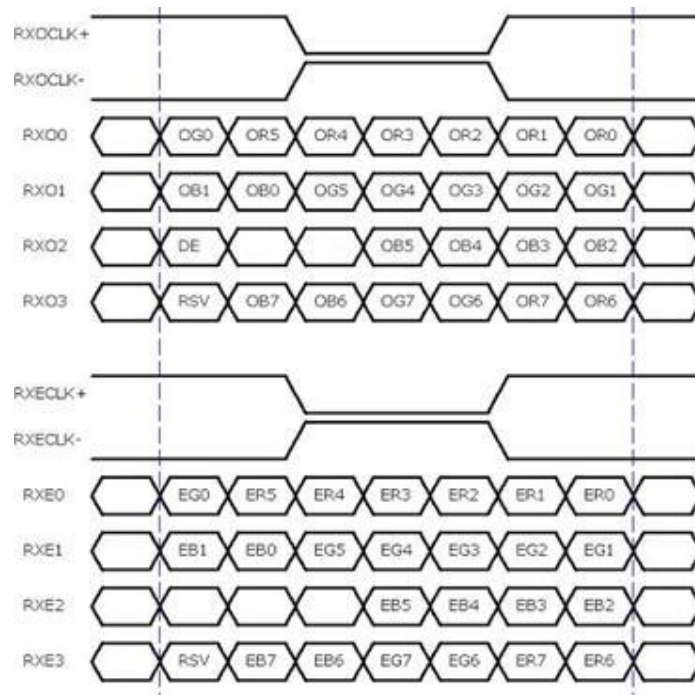 RXOCLK+
RXOCLK-
RXO0 OG0 OR5 OR4 OR3 OR2 OR1 OR0
RXO1 OB1 OB0 OG5 OG4 OG3 OG2 OG1
RXO2 DE OB5 OB4 OB3 OB2
RXO3 RSV OB7 OB6 OG7 OG6 OR7 OR6
RXECLK+
RXECLK-
RXE0 EG0 ER5 ER4 ER3 ER2 ER1 ER0
RXE1 EB1 EB0 EG5 EG4 EG3 EG2 EG1
RXE2 EB5 EB4 EB3 EB2
RXE3 RSV EB7 EB6 EG7 EG6 ER7 ER6